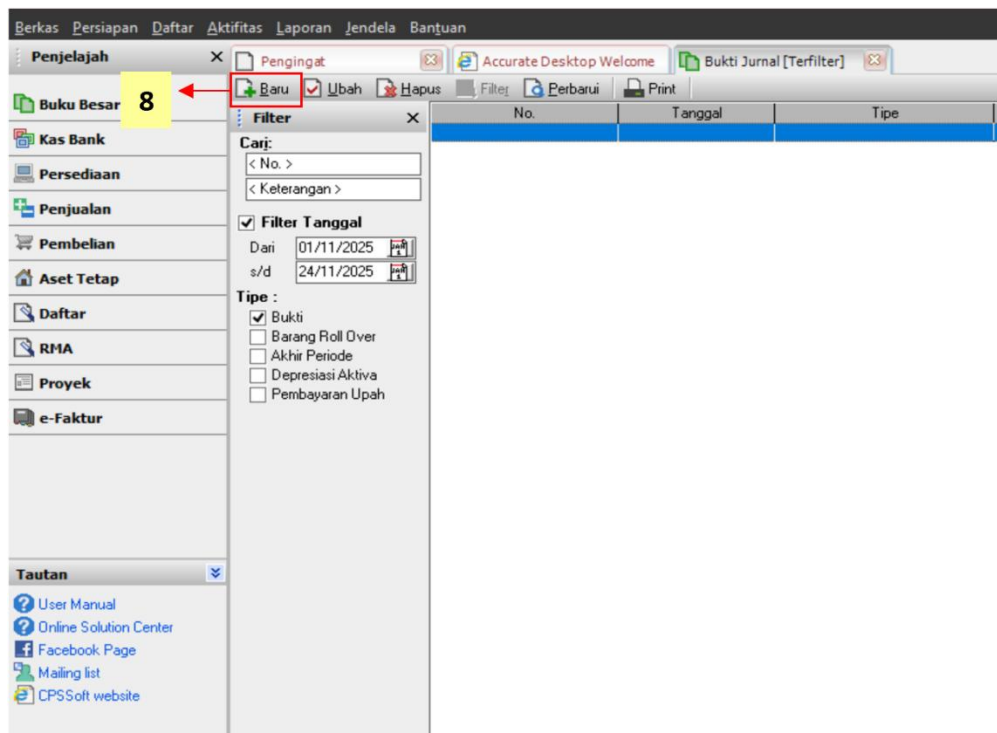 Berkas Persiapan Daftar Aktifitas Laporan Jendela Bantuan
Penjelajah
Pengingat
Accurate Desktop Welcome
Bukti Jurnal [Terfilter]
8
Baru Ubah Hapus Filter Perbarui Print
Buku Besar
Kas Bank
Persediaan
Penjualan
Pembelian
Aset Tetap
Daftar
RMA
Proyek
e-Faktur
Tautan
User Manual
Online Solution Center
Facebook Page
Mailing list
CPSSoft website
Filter
Cari:
< No. >
< Keterangan >
Filter Tanggal
Dari 01/11/2025
s/d 24/11/2025
Tipe :
Bukti
Barang Roll Over
Akhir Periode
Depresiasi Aktiva
Pembayaran Upah
No. Tanggal Tipe